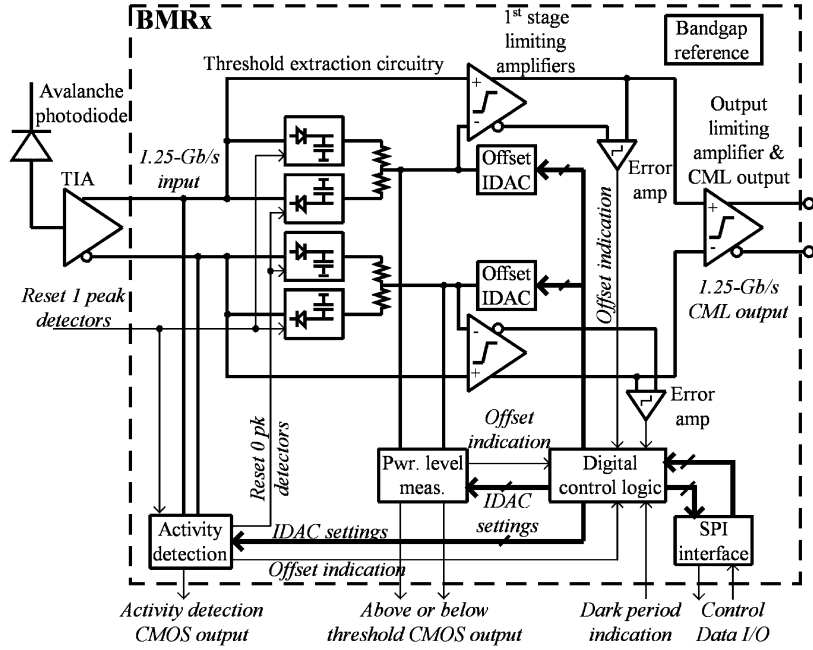 BMRx
1st stage
limiting
amplifiers
Bandgap
reference
Threshold extraction circuitry
Avalanche
photodiode
Output
limiting
amplifier &
CML output
1.25-Gb/s
input
TIA
+
-
Offset
IDAC
Error
amp
+
-
Offset indication
Offset
IDAC
1.25-Gb/s
CML output
Reset 1 peak
detectors
-
+
Error
amp
Reset 0 pk
detectors
Offset
indication
Pwr. level
meas.
Digital
control logic
IDAC
settings
Activity
detection
IDAC settings
Offset indication
SPI
interface
Activity detection
CMOS output
Above or below
threshold CMOS output
Dark period
indication
Control
Data I/O